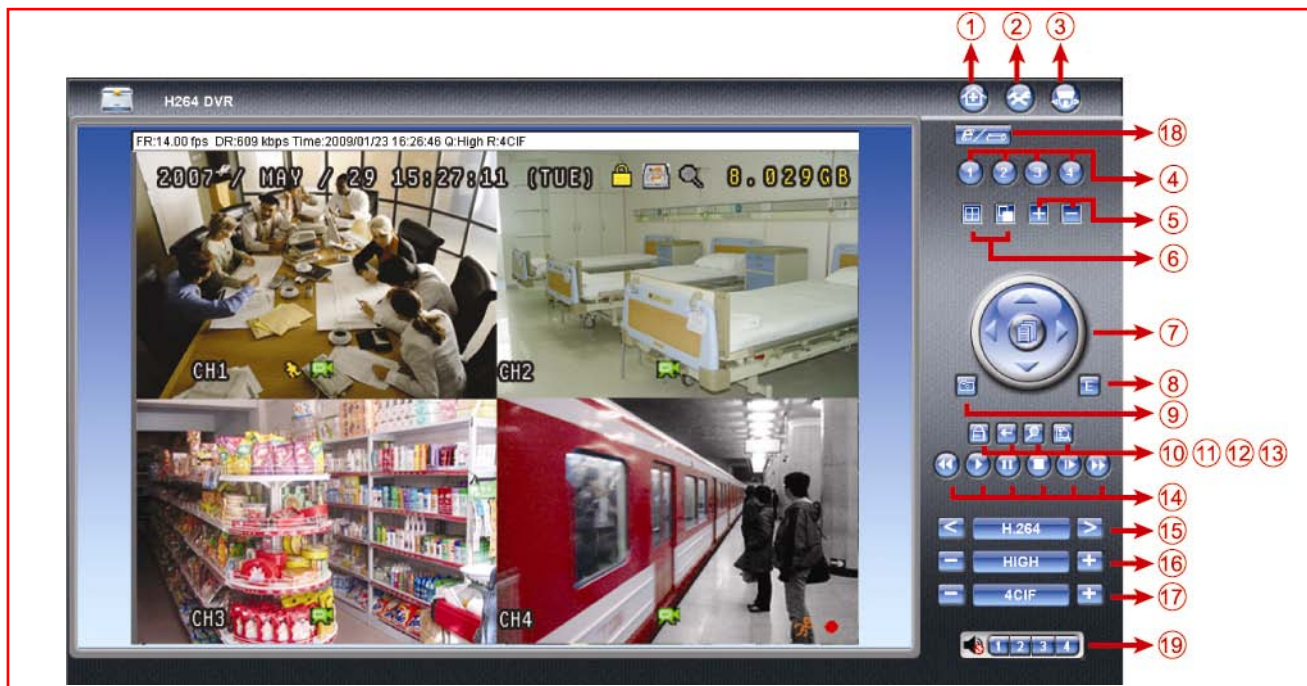 ① ② ③
H264 DVR
FR:14.00 fps DR:609 kbps Time:2009/01/23 16:26:46 Q:High R:4CIF
2007 / MAY / 29 15:27:11 (TUE) 8.029GB
CH1
CH2
CH3
CH4
⑱
1 2 3 4
④
⑤
⑥
⑦
E
⑧
⑨
⑩ ⑪ ⑫ ⑬
⑭
< H.264 >
⑮
- HIGH +
⑯
- 4CIF +
⑰
1 2 3 4
⑲